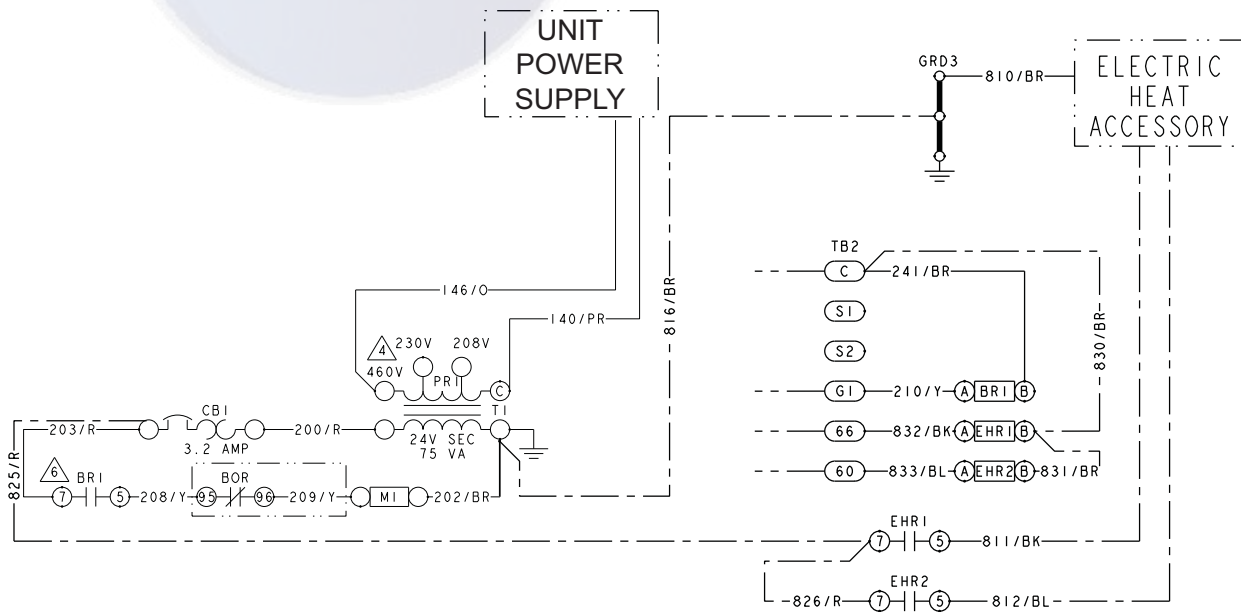 UNIT
POWER
SUPPLY
GRD3
810/BR
ELECTRIC
HEAT
ACCESSORY
TB2
C
241/BR
146/O
S1
816/BR
140/PR
830/BR
S2
4
230V
208V
460V
PR1
C
G1
210/Y
A
BR1
B
CB1
T1
203/R
200/R
66
832/BK
A
EHR1
B
3.2 AMP
24V SEC
75 VA
825/R
6
BR1
BOR
60
833/BL
A
EHR2
B
831/BR
7
5
208/Y
95
96
209/Y
M1
202/BR
EHR1
7
5
811/BK
EHR2
826/R
7
5
812/BL